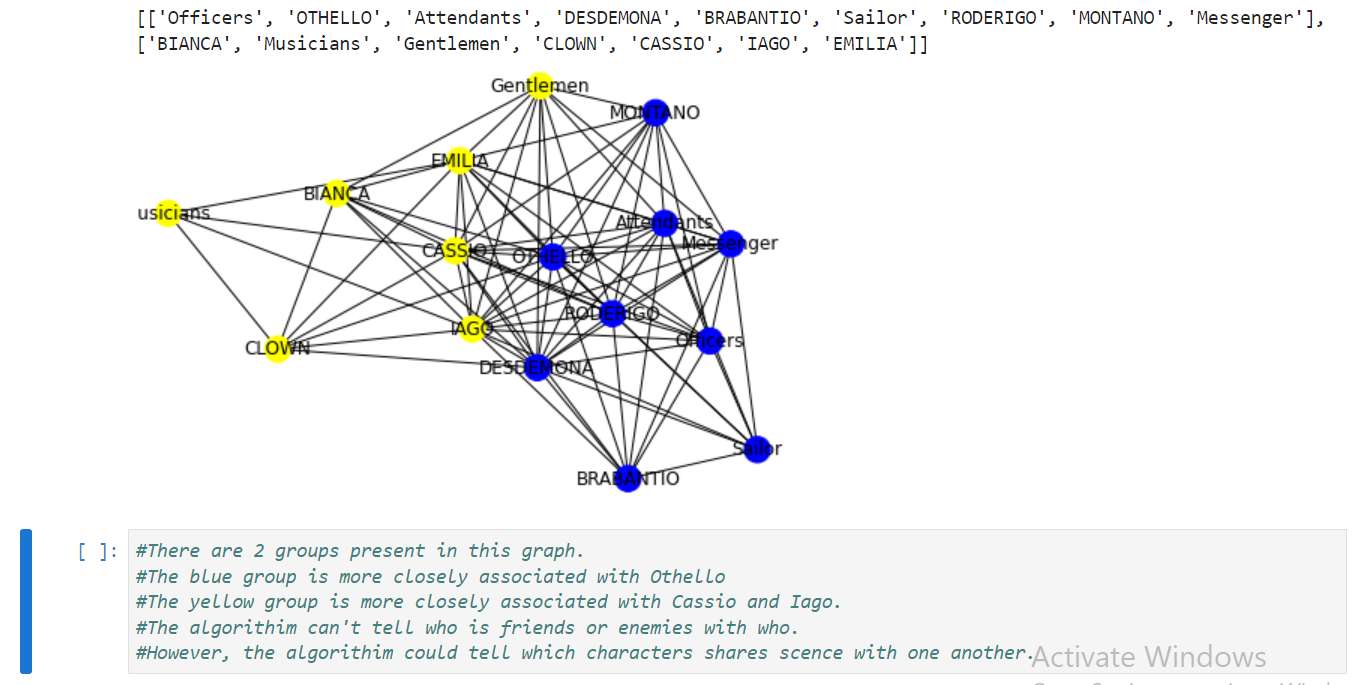 [['Officers', 'OTHELLO', 'Attendants', 'DESDEMONA', 'BRABANTIO', 'Sailor', 'RODERIGO', 'MONTANO', 'Messenger'],
['BIANCA', 'Musicians', 'Gentlemen', 'CLOWN', 'CASSIO', 'IAGO', 'EMILIA']]
Gentlemen
MONTANO
EMILIA
BIANCA
usicians
Attendants
Messenger
CASSIO
OTHELLO
RODERIGO
IAGO
Officers
CLOWN
DESDEMONA
Sailor
BRABANTIO
[ ]:
#There are 2 groups present in this graph.
#The blue group is more closely associated with Othello
#The yellow group is more closely associated with Cassio and Iago.
#The algorithim can't tell who is friends or enemies with who.
#However, the algorithim could tell which characters shares scence with one another.
Activate Windows